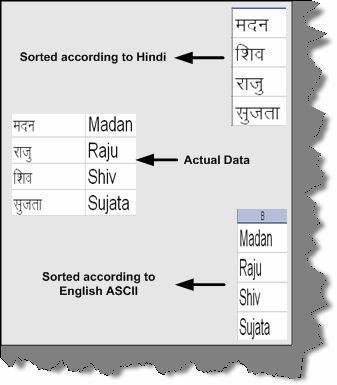 मदन
Sorted according to Hindi
शिव
राजु
सुजता
मदन Madan
राजु Raju
Actual Data
शिव Shiv
सुजता Sujata
B
Madan
Raju
Sorted according to
English ASCII
Shiv
Sujata